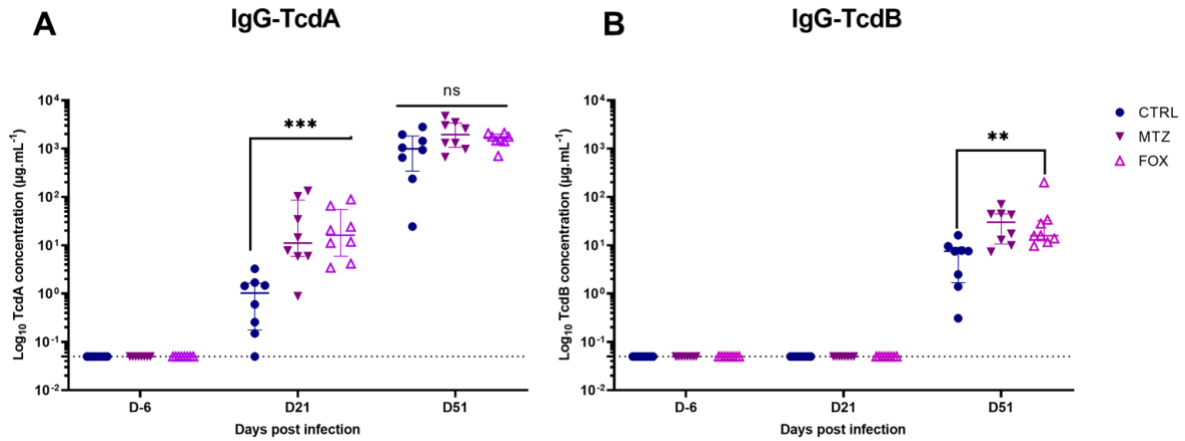 A
IgG-TcdA
Log₁₀ TcdA concentration (µg.mL⁻¹)
10⁴
10³
10²
10¹
10⁰
10⁻¹
10⁻²
***
ns
D-6
D21
D51
Days post infection
B
IgG-TcdB
Log₁₀ TcdB concentration (µg.mL⁻¹)
10⁴
10³
10²
10¹
10⁰
10⁻¹
10⁻²
**
D-6
D21
D51
Days post infection
CTRL
MTZ
FOX